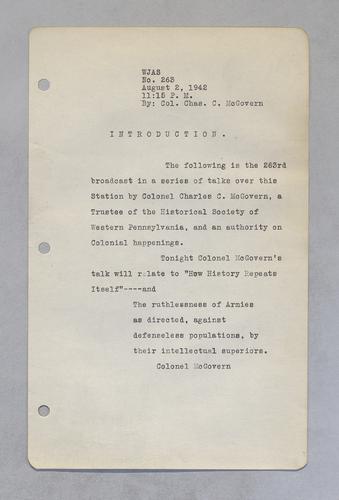 WJAS
No. 263
August 2, 1942
11:15 P. M.
By: Col. Chas. C. McGovern
INTRODUCTION.
The following is the 263rd
broadcast in a series of talks over this
Station by Colonel Charles C. McGovern, a
Trustee of the Historical Society of
Western Pennsylvania, and an authority on
Colonial happenings.
Tonight Colonel McGovern's
talk will relate to "How History Repeats
Itself"----and
The ruthlessness of Armies
as directed, against
defenseless populations, by
their intellectual superiors.
Colonel McGovern